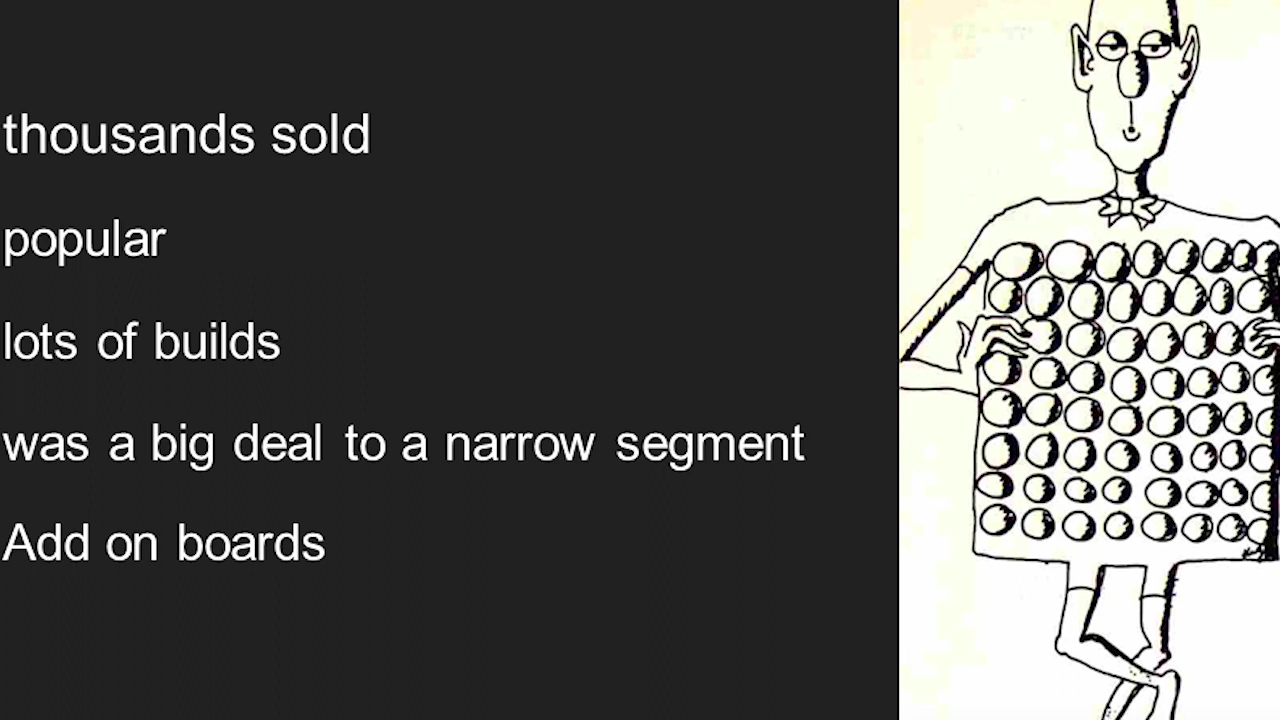 thousands sold
popular
lots of builds
was a big deal to a narrow segment
Add on boards